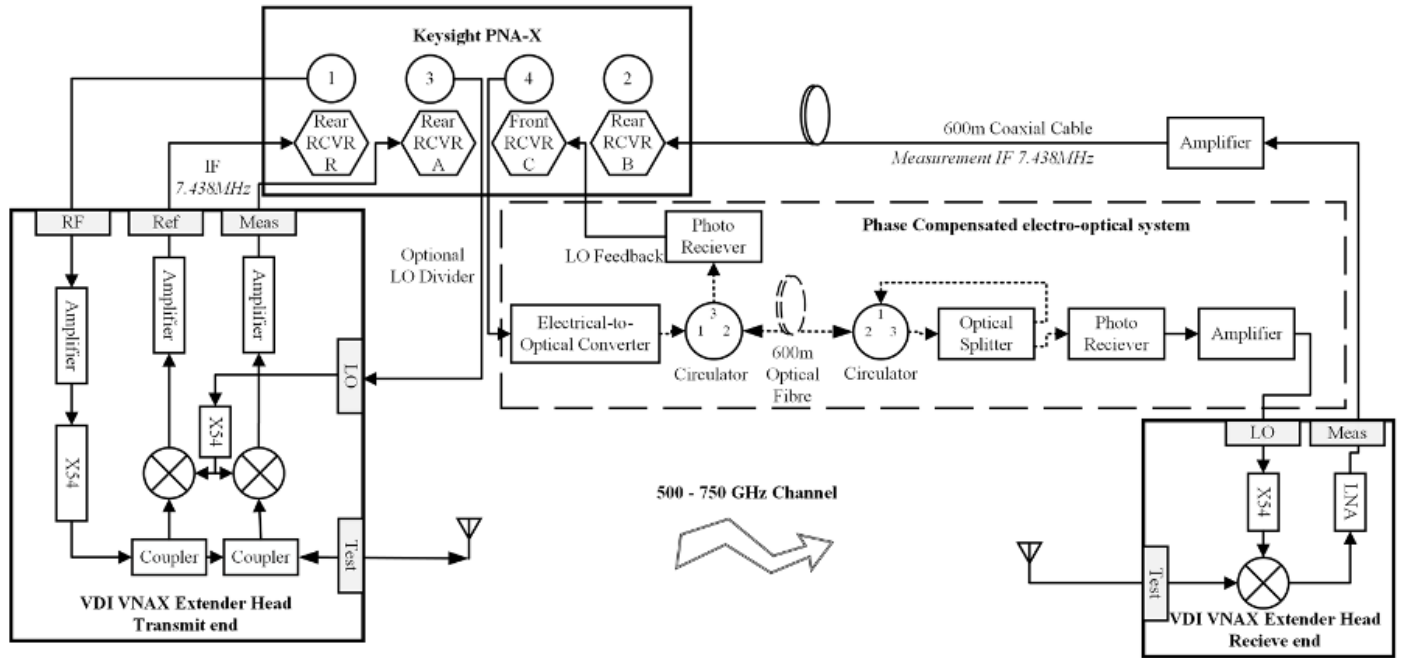 Keysight PNA-X
1
3
4
2
Rear
RCVR
R
Rear
RCVR
A
Front
RCVR
C
Rear
RCVR
B
600m Coaxial Cable
Measurement IF 7.438MHz
Amplifier
IF
7.438MHz
RF
Ref
Meas
Amplifier
Amplifier
Amplifier
X54
X54
LO
Coupler
Coupler
Test
VDI VNAX Extender Head
Transmit end
Optional
LO Divider
Phase Compensated electro-optical system
Photo
Reciever
LO Feedback
Electrical-to-
Optical Converter
3
1 2
Circulator
600m
Optical
Fibre
1
2 3
Circulator
Optical
Splitter
Photo
Reciever
Amplifier
500 - 750 GHz Channel
LO
Meas
X54
LNA
Test
VDI VNAX Extender Head
Recieve end